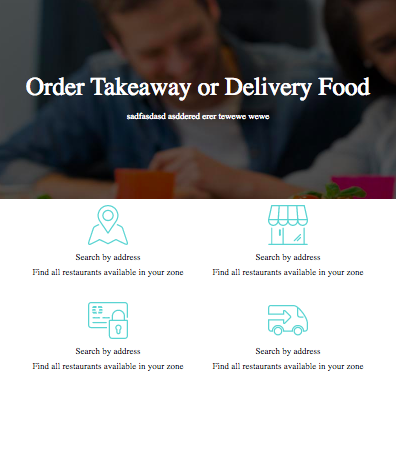 Order Takeaway or Delivery Food
sadfasdasd asddered erer tewewe wewe
Search by address
Find all restaurants available in your zone
Search by address
Find all restaurants available in your zone
Search by address
Find all restaurants available in your zone
Search by address
Find all restaurants available in your zone